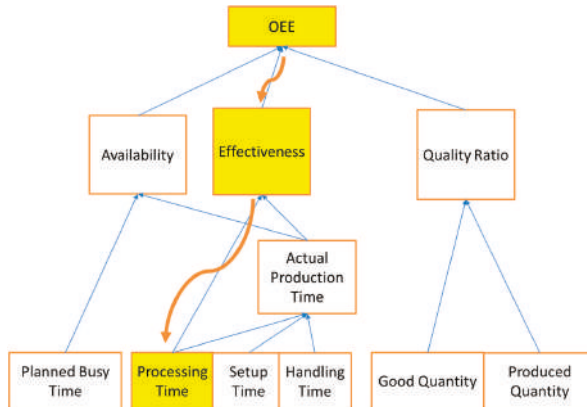 OEE
Availability
Effectiveness
Quality Ratio
Actual
Production
Time
Planned Busy
Time
Processing
Time
Setup
Time
Handling
Time
Good Quantity
Produced
Quantity